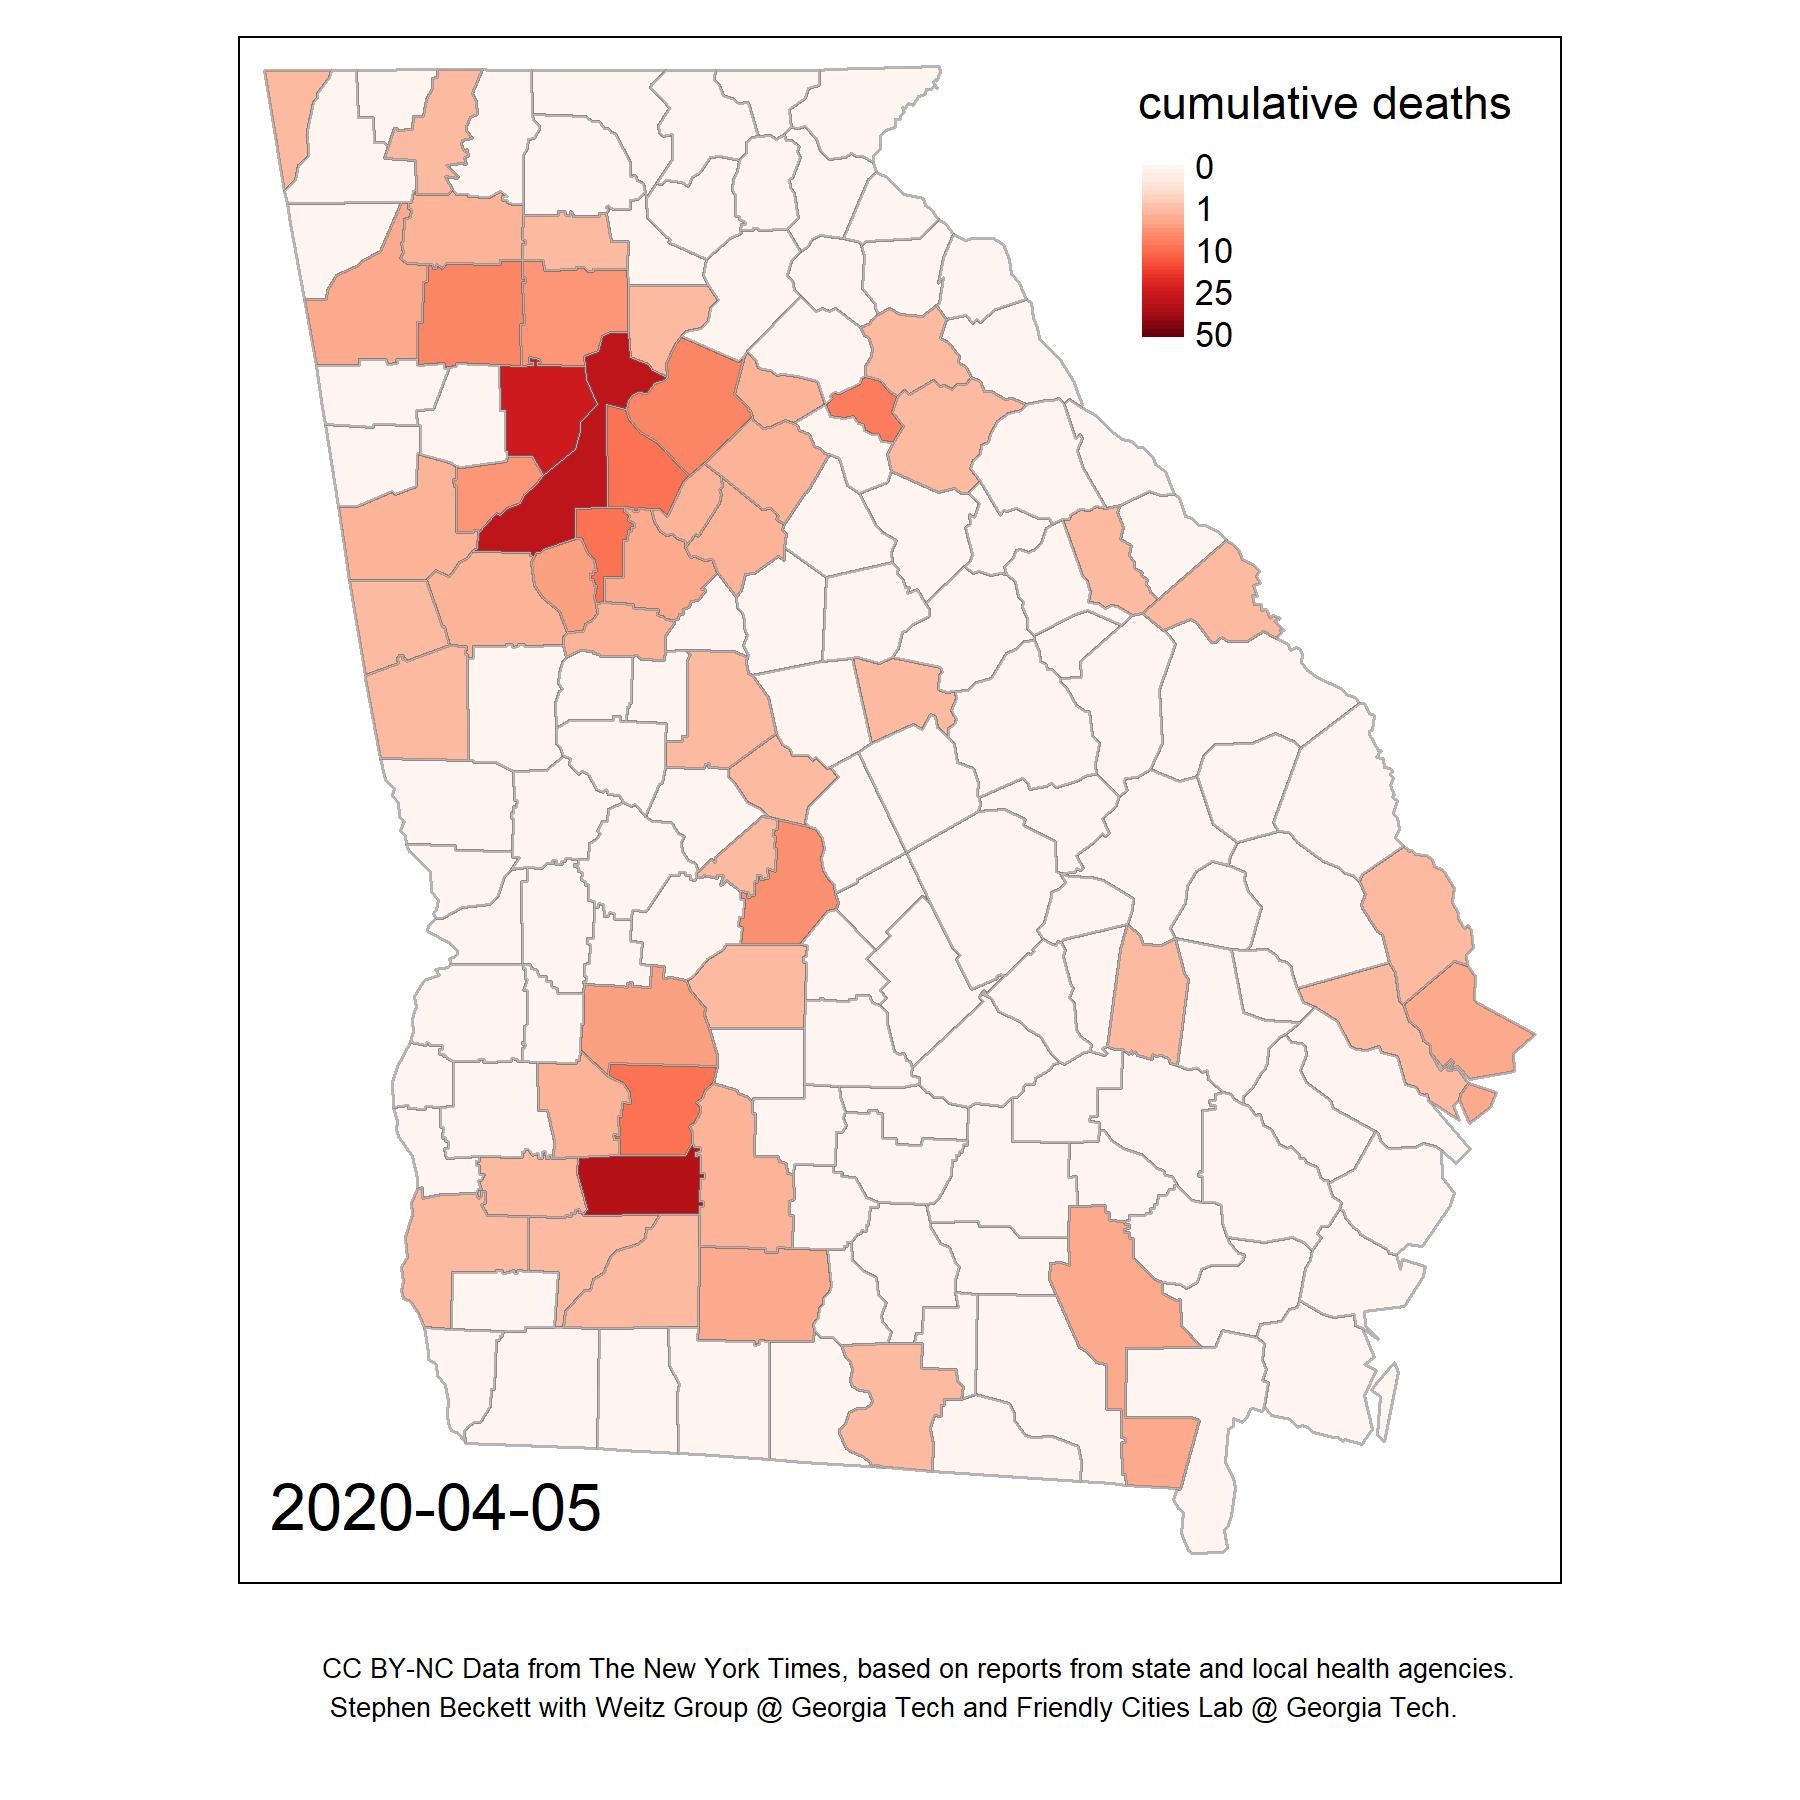 cumulative deaths
0
1
10
25
50
2020-04-05
CC BY-NC Data from The New York Times, based on reports from state and local health agencies.
Stephen Beckett with Weitz Group @ Georgia Tech and Friendly Cities Lab @ Georgia Tech.